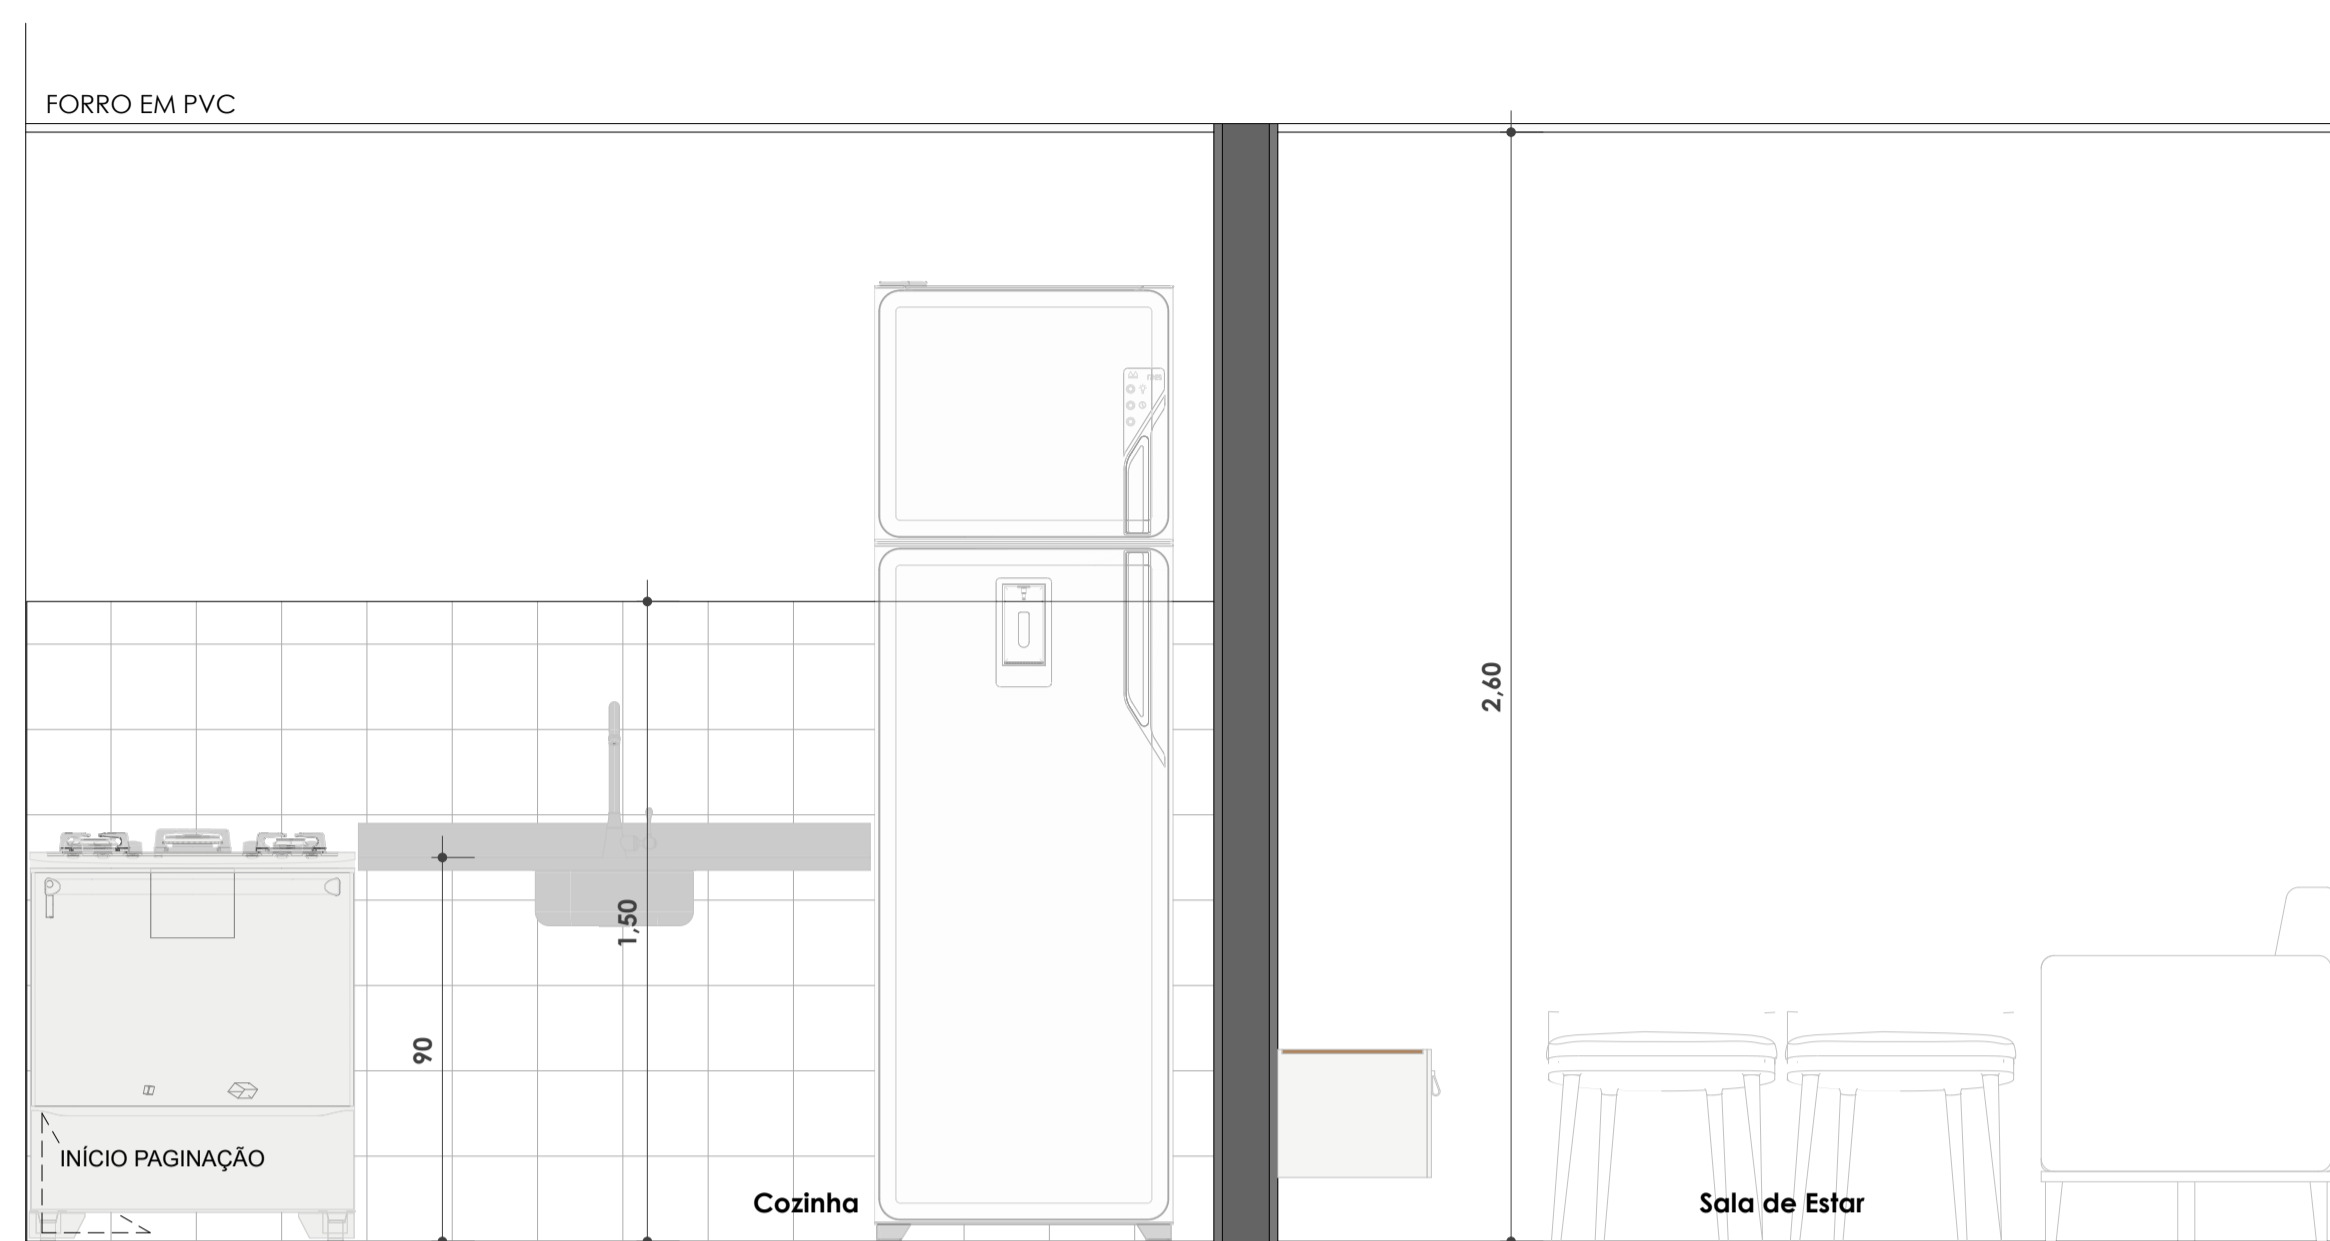 FORRO EM PVC
2,60
1,50
90
INÍCIO PAGINAÇÃO
Cozinha
Sala de Estar